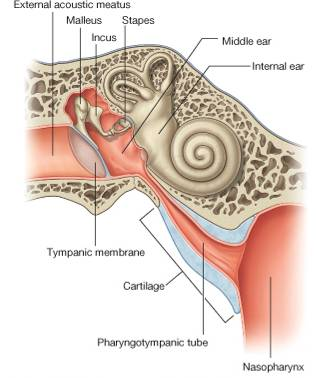 External acoustic meatus
Malleus
Stapes
Incus
Middle ear
Internal ear
Tympanic membrane
Cartilage
Pharyngotympanic tube
Nasopharynx